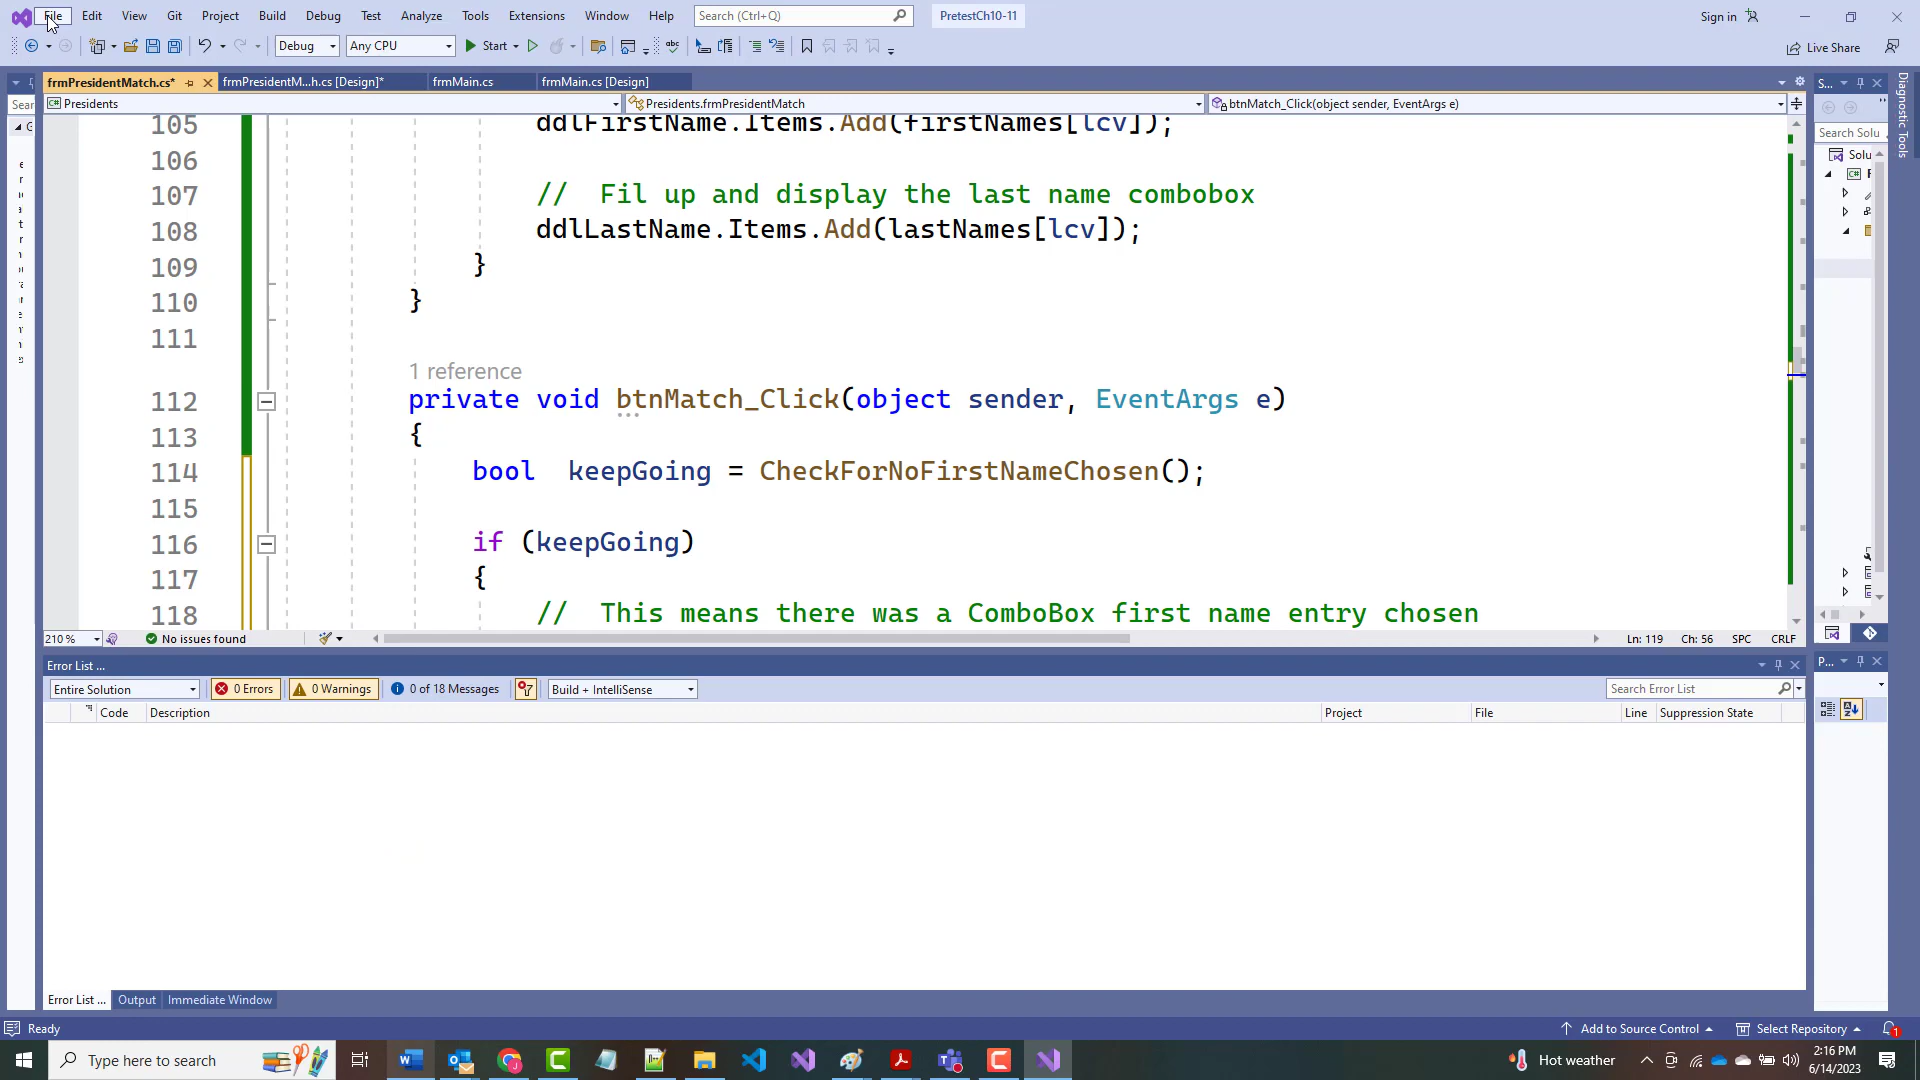 File Edit View Git Project Build Debug Test Analyze Tools Extensions Window Help Search (Ctrl+Q) PretestCh10-11 Sign in
Debug Any CPU Start Live Share
frmPresidentMatch.cs* frmPresidentM...h.cs [Design]* frmMain.cs frmMain.cs [Design] S...
Presidents Presidents.frmPresidentMatch btnMatch_Click(object sender, EventArgs e)
Sear
Search Solu
Solu
Diagnostic Tools
105 ddlFirstName.Items.Add(firstNames[lcv]);
106
107 // Fil up and display the last name combobox
108 ddlLastName.Items.Add(lastNames[lcv]);
109 }
110 }
111
1 reference
112 private void btnMatch_Click(object sender, EventArgs e)
113 {
114 bool keepGoing = CheckForNoFirstNameChosen();
115
116 if (keepGoing)
117 {
118 // This means there was a ComboBox first name entry chosen
210 % No issues found Ln: 119 Ch: 56 SPC CRLF
Error List ... P...
Entire Solution 0 Errors 0 Warnings 0 of 18 Messages Build + IntelliSense Search Error List
Code Description Project File Line Suppression State
Error List ... Output Immediate Window
Ready Add to Source Control Select Repository 1
Type here to search Hot weather 2:16 PM
6/14/2023